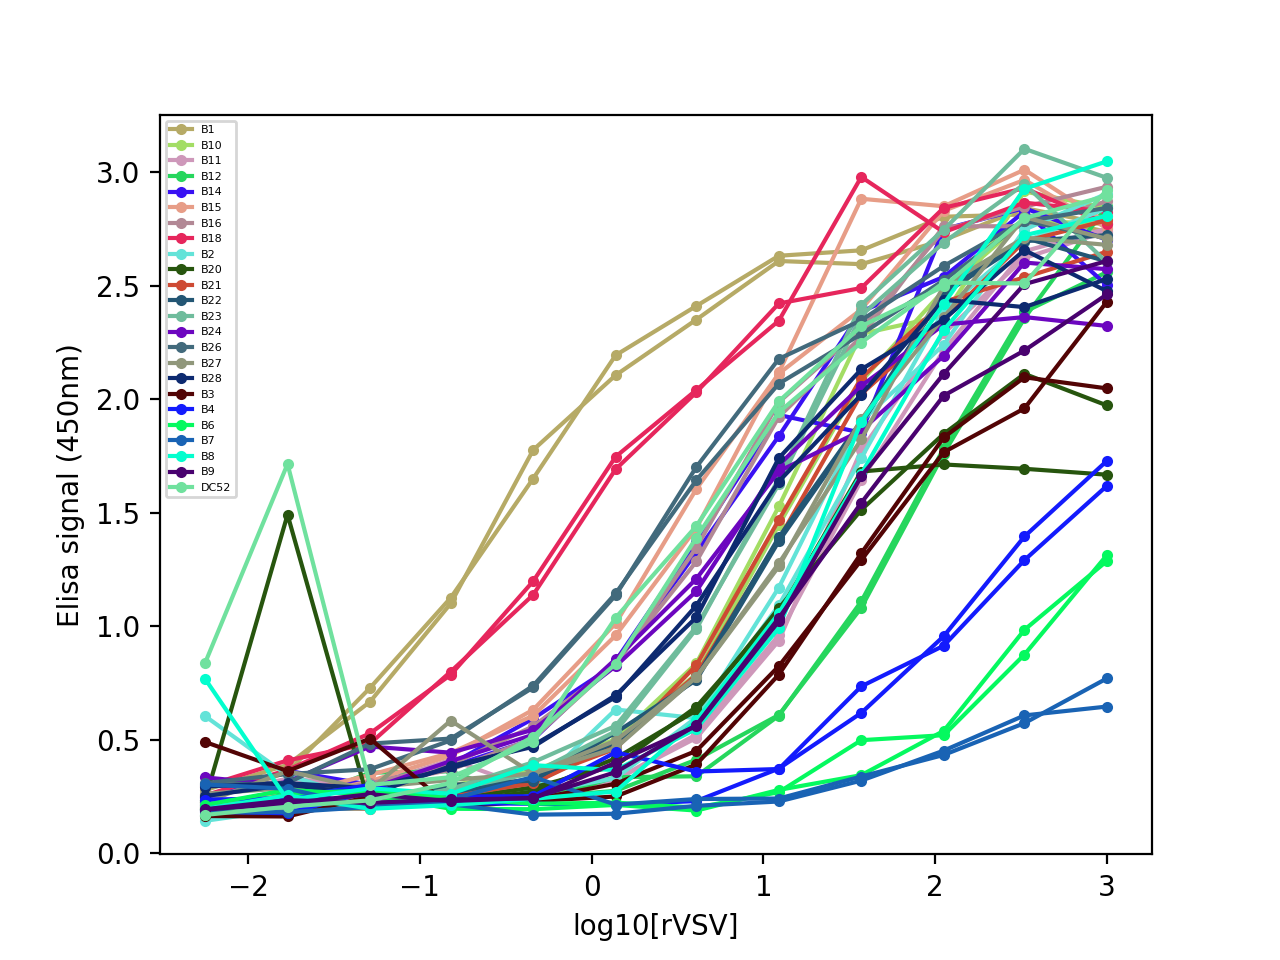 3.0
2.5
2.0
1.5
1.0
0.5
0.0
Elisa signal (450nm)
B1
B10
B11
B12
B14
B15
B16
B18
B2
B20
B21
B22
B23
B24
B26
B27
B28
B3
B4
B6
B7
B8
B9
DC52
−2 −1 0 1 2 3
log10[rVSV]